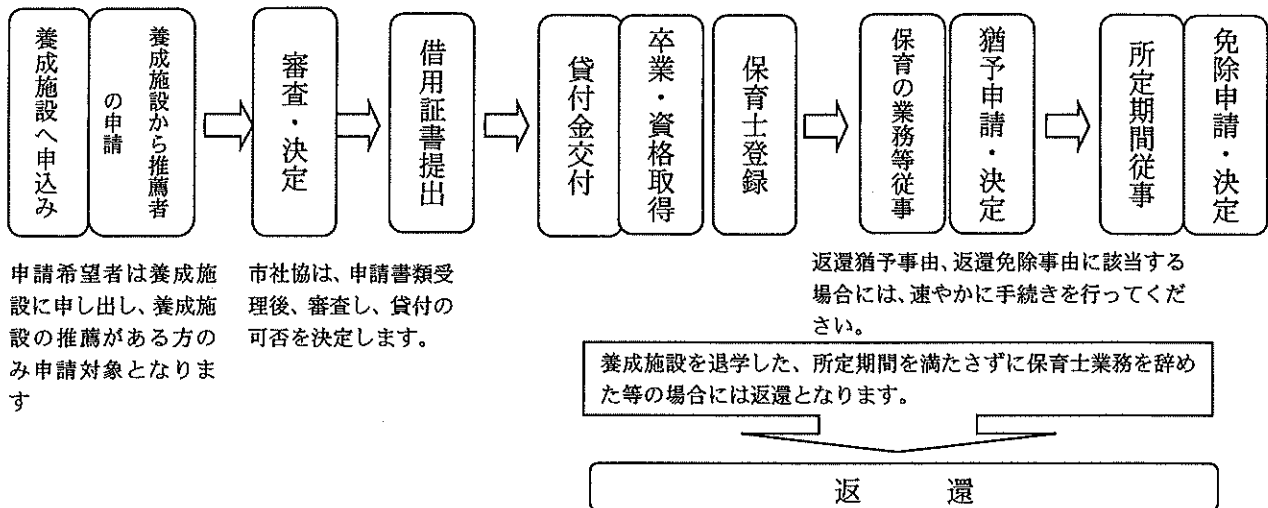 養成施設へ申込み
養成施設から推薦者
の申請
審査・決定
借用証書提出
貸付金交付
卒業・資格取得
保育士登録
保育の業務等従事
猶予申請・決定
所定期間従事
免除申請・決定
申請希望者は養成施
設に申し出し、養成施
設の推薦がある方の
み申請対象となりま
す
市社協は、申請書類受
理後、審査し、貸付の
可否を決定します。
返還猶予事由、返還免除事由に該当する
場合には、速やかに手続きを行ってくだ
さい。
養成施設を退学した、所定期間を満たさずに保育士業務を辞め
た等の場合には返還となります。
返　還